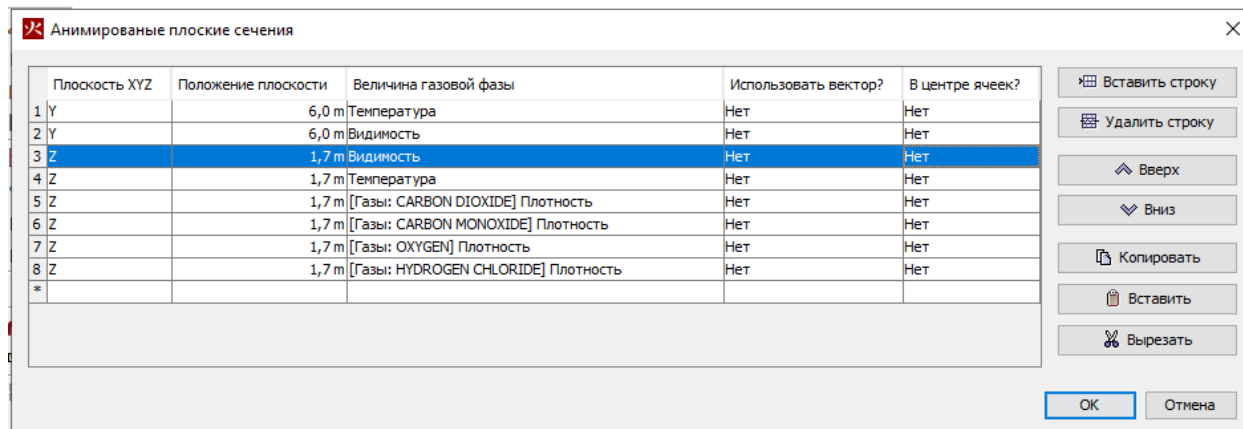 火 Анимированые плоские сечения
Плоскость XYZ Положение плоскости Величина газовой фазы Использовать вектор? В центре ячеек?
1 Y 6,0 m Температура Нет Нет
2 Y 6,0 m Видимость Нет Нет
3 Z 1,7 m Видимость Нет Нет
4 Z 1,7 m Температура Нет Нет
5 Z 1,7 m [Газы: CARBON DIOXIDE] Плотность Нет Нет
6 Z 1,7 m [Газы: CARBON MONOXIDE] Плотность Нет Нет
7 Z 1,7 m [Газы: OXYGEN] Плотность Нет Нет
8 Z 1,7 m [Газы: HYDROGEN CHLORIDE] Плотность Нет Нет
*
Вставить строку
Удалить строку
Вверх
Вниз
Копировать
Вставить
Вырезать
OK Отмена